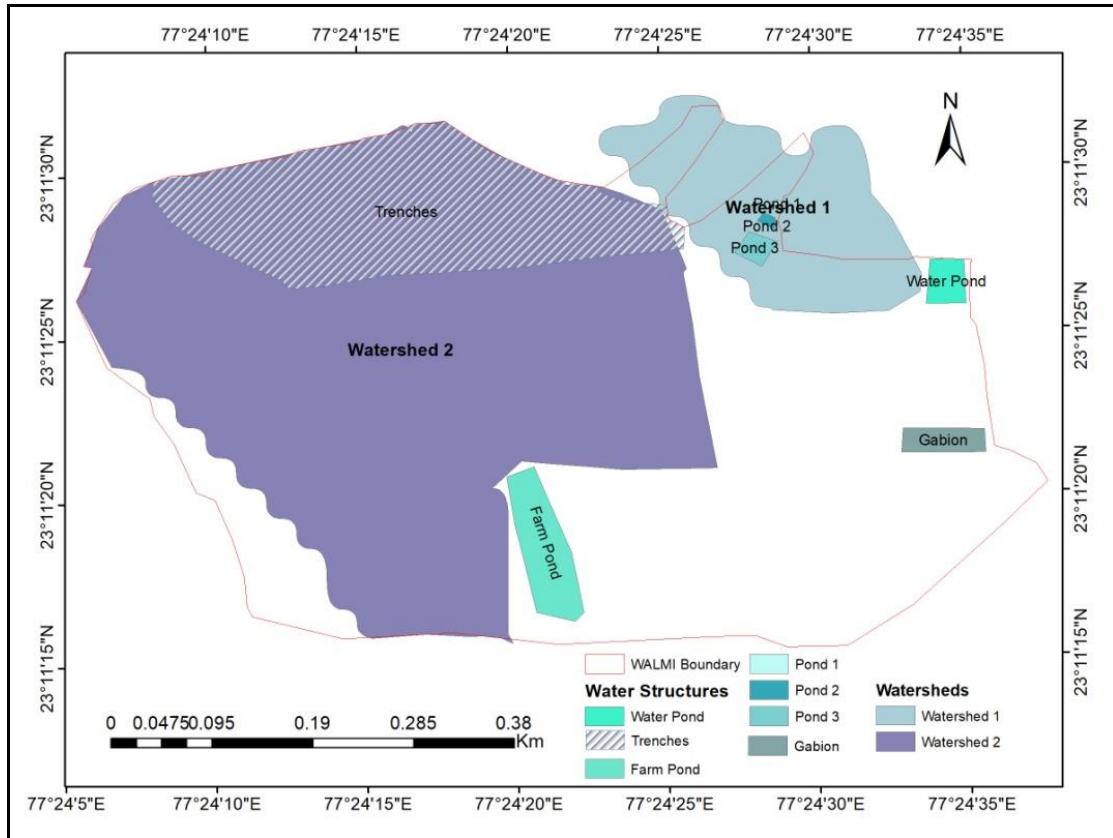 77°24'10"E 77°24'15"E 77°24'20"E 77°24'25"E 77°24'30"E 77°24'35"E
N
23°11'30"N
23°11'30"N
Trenches
Pond 1
Watershed 1
Pond 2
Pond 3
Water Pond
23°11'25"N
23°11'25"N
Watershed 2
Gabion
23°11'20"N
23°11'20"N
Farm Pond
23°11'15"N
23°11'15"N
WALMI Boundary
Water Structures
Water Pond
Trenches
Farm Pond
Pond 1
Pond 2
Pond 3
Gabion
Watersheds
Watershed 1
Watershed 2
0 0.0475 0.095 0.19 0.285 0.38
Km
77°24'5"E 77°24'10"E 77°24'15"E 77°24'20"E 77°24'25"E 77°24'30"E 77°24'35"E